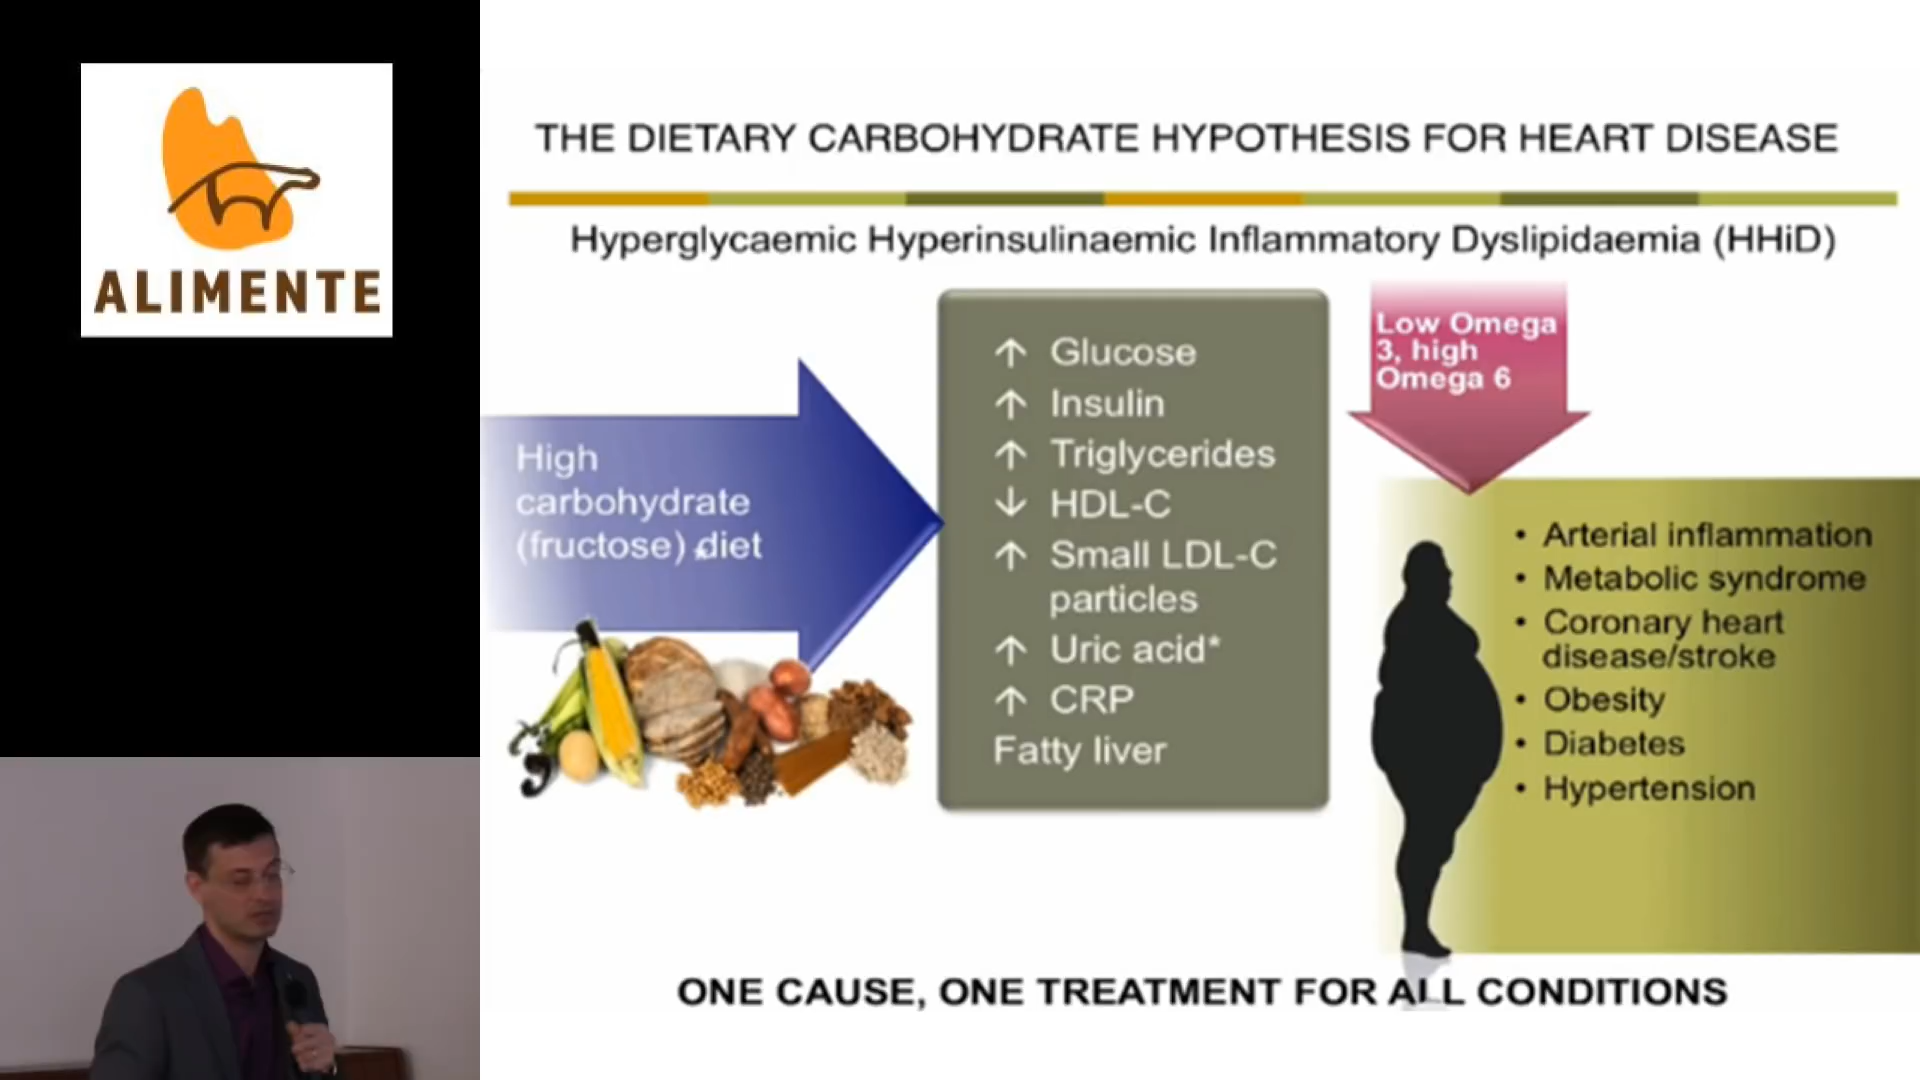 ALIMENTE
THE DIETARY CARBOHYDRATE HYPOTHESIS FOR HEART DISEASE
Hyperglycaemic Hyperinsulinaemic Inflammatory Dyslipidaemia (HHiD)
High
carbohydrate
(fructose) diet
↑ Glucose
↑ Insulin
↑ Triglycerides
↓ HDL-C
↑ Small LDL-C
particles
↑ Uric acid*
↑ CRP
Fatty liver
Low Omega
3, high
Omega 6
• Arterial inflammation
• Metabolic syndrome
• Coronary heart
disease/stroke
• Obesity
• Diabetes
• Hypertension
ONE CAUSE, ONE TREATMENT FOR ALL CONDITIONS